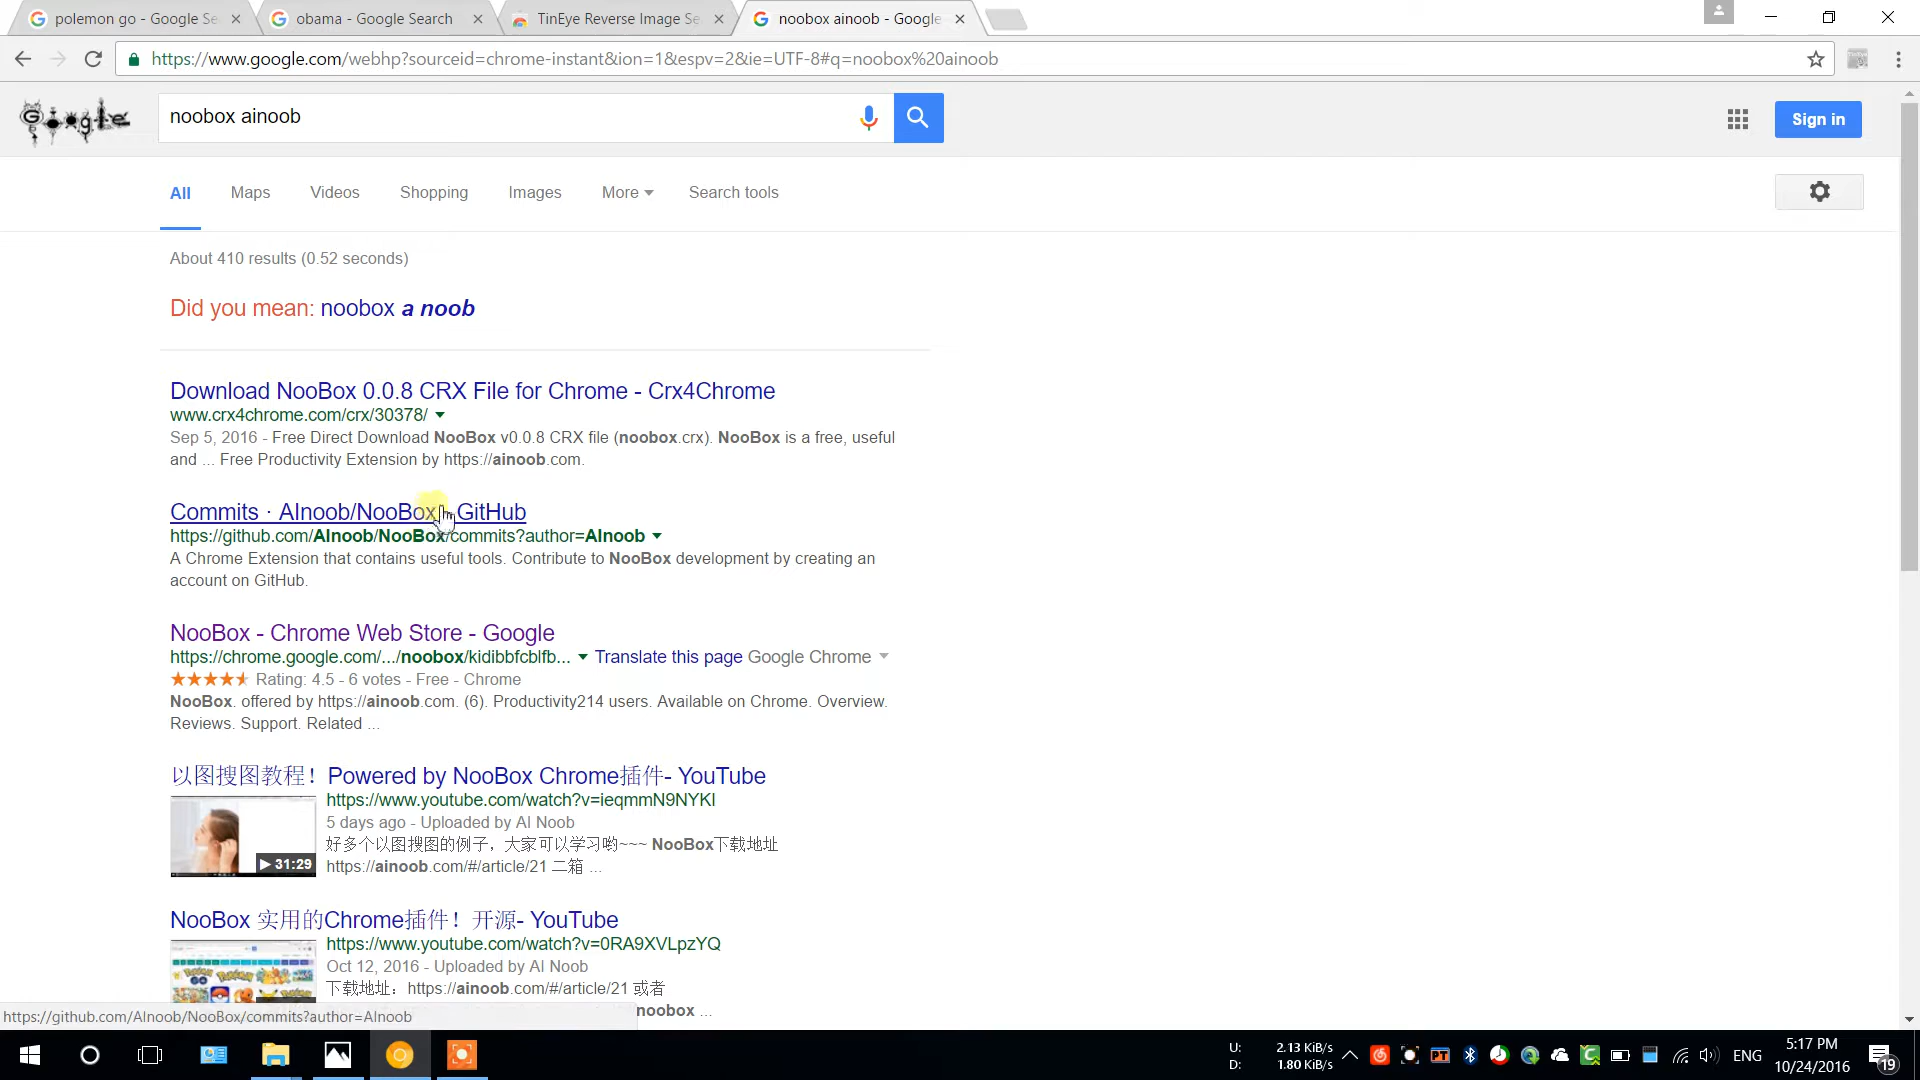 polemon go - Google Se
obama - Google Search
TinEye Reverse Image Se
noobox ainoob - Google
https://www.google.com/webhp?sourceid=chrome-instant&ion=1&espv=2&ie=UTF-8#q=noobox%20ainoob
Google
noobox ainoob
Sign in
All
Maps
Videos
Shopping
Images
More
Search tools
About 410 results (0.52 seconds)
Did you mean: noobox a noob
Download NooBox 0.0.8 CRX File for Chrome - Crx4Chrome
www.crx4chrome.com/crx/30378/
Sep 5, 2016 - Free Direct Download NooBox v0.0.8 CRX file (noobox.crx). NooBox is a free, useful
and ... Free Productivity Extension by https://ainoob.com.
Commits · AInoob/NooBox · GitHub
https://github.com/AInoob/NooBox/commits?author=AInoob
A Chrome Extension that contains useful tools. Contribute to NooBox development by creating an
account on GitHub.
NooBox - Chrome Web Store - Google
https://chrome.google.com/.../noobox/kidibbfcblfb... Translate this page Google Chrome
Rating: 4.5 - 6 votes - Free - Chrome
NooBox. offered by https://ainoob.com. (6). Productivity214 users. Available on Chrome. Overview.
Reviews. Support. Related ...
以图搜图教程！Powered by NooBox Chrome插件- YouTube
https://www.youtube.com/watch?v=ieqmmN9NYKI
5 days ago - Uploaded by AI Noob
好多个以图搜图的例子，大家可以学习哟~~~ NooBox下载地址
https://ainoob.com/#/article/21 二箱 ...
31:29
NooBox 实用的Chrome插件！开源- YouTube
https://www.youtube.com/watch?v=0RA9XVLpzYQ
Oct 12, 2016 - Uploaded by AI Noob
下载地址：https://ainoob.com/#/article/21 或者
noobox ...
https://github.com/AInoob/NooBox/commits?author=AInoob
U: 2.13 KiB/s
D: 1.80 KiB/s
PT
ENG
5:17 PM
10/24/2016
19